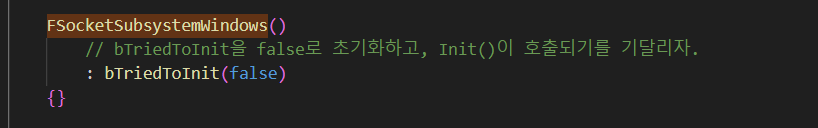 FSocketSubsystemWindows()
// bTriedToInit을 false로 초기화하고, Init()이 호출되기를 기달리자.
: bTriedToInit(false)
{}